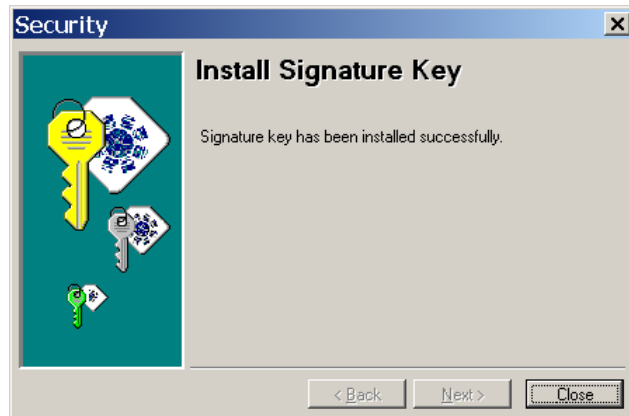 Security
Install Signature Key
Signature key has been installed successfully.
< Back
Next >
Close